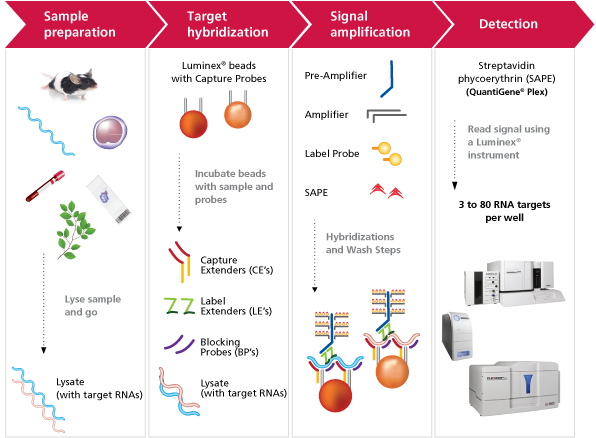 Sample
preparation
Target
hybridization
Signal
amplification
Detection
Lyse sample
and go
Lysate
(with target RNAs)
Luminex® beads
with Capture Probes
Incubate beads
with sample and
probes
Capture
Extenders (CE's)
Label
Extenders (LE's)
Blocking
Probes (BP's)
Lysate
(with target RNAs)
Pre-Amplifier
Amplifier
Label Probe
SAPE
Hybridizations
and Wash Steps
Streptavidin
phycoerythrin (SAPE)
(QuantiGene® Plex)
Read signal using
a Luminex®
instrument
3 to 80 RNA targets
per well